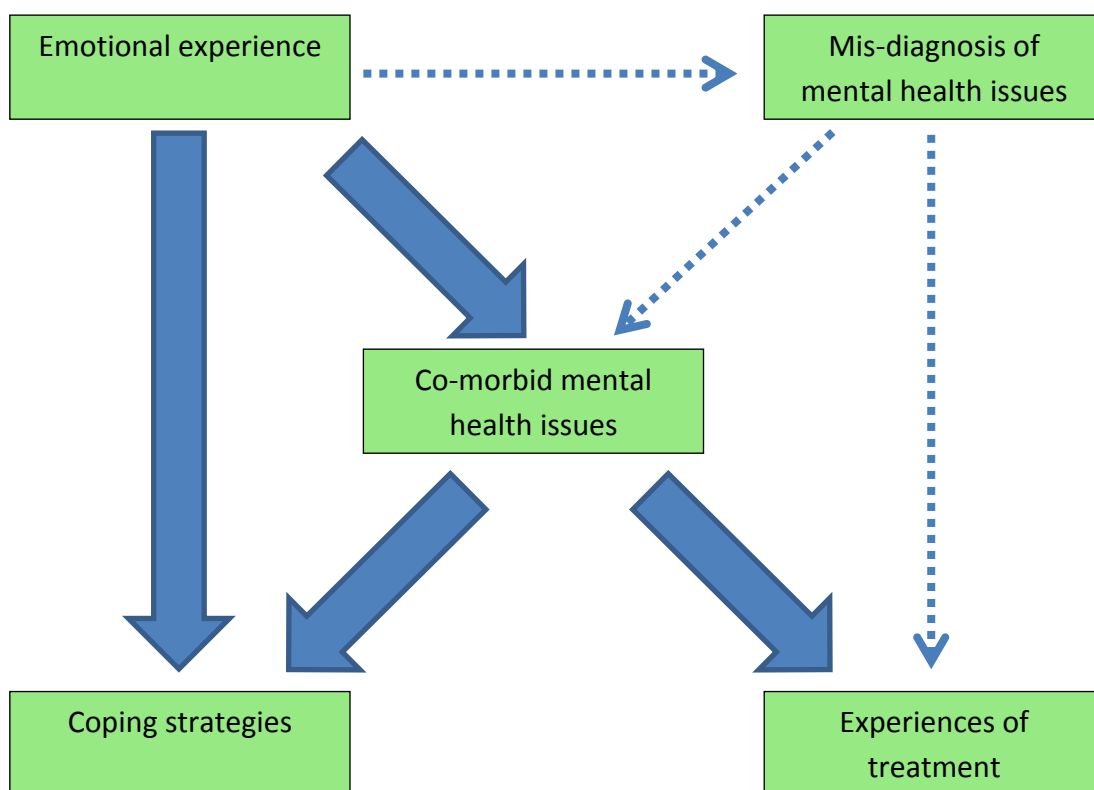 Emotional experience
Mis-diagnosis of
mental health issues
Co-morbid mental
health issues
Coping strategies
Experiences of
treatment